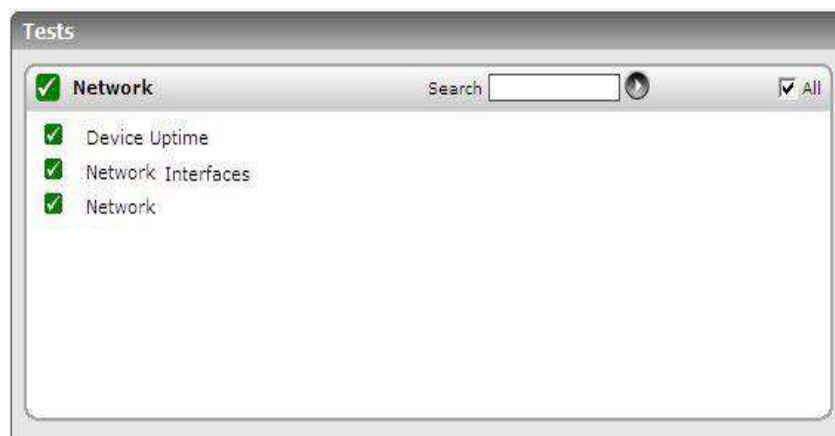 Tests
Network Search All
Device Uptime
Network Interfaces
Network